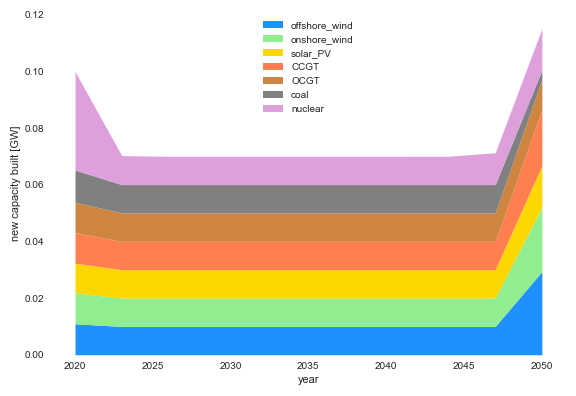 0.12
0.10
0.08
0.06
0.04
0.02
0.00
new capacity built [GW]
offshore_wind
onshore_wind
solar_PV
CCGT
OCGT
coal
nuclear
2020 2025 2030 2035 2040 2045 2050
year